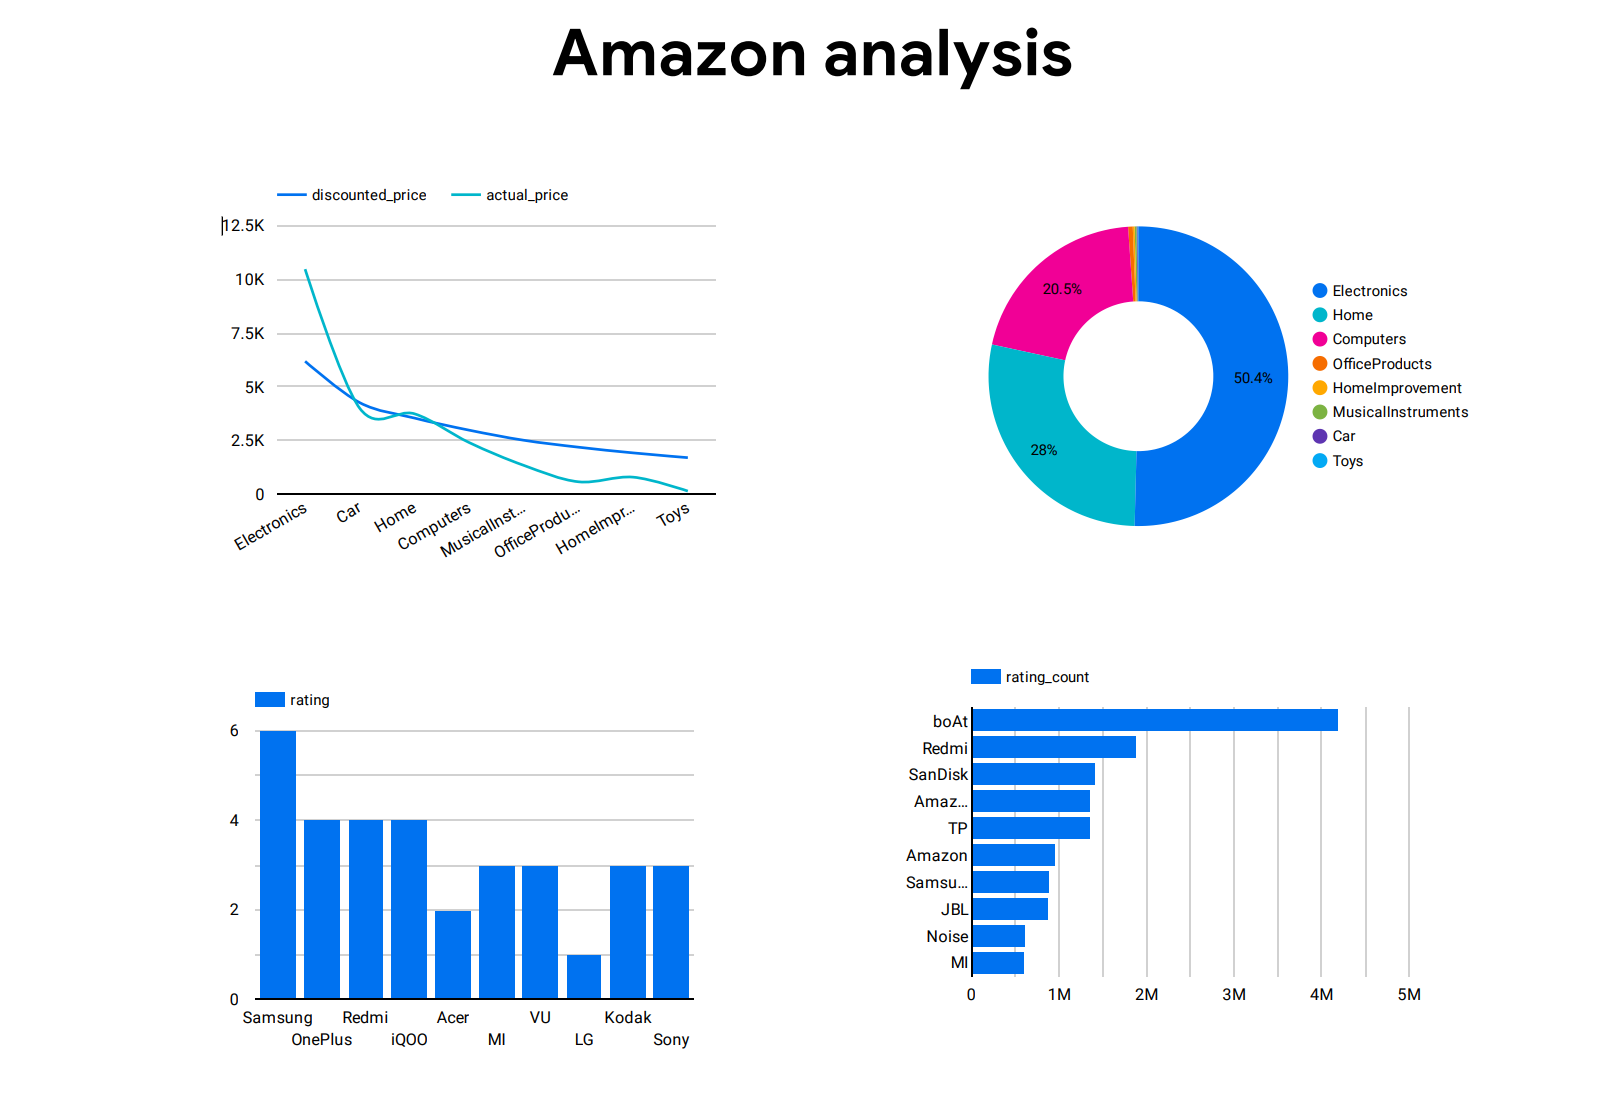 Amazon analysis
discounted_price
actual_price
12.5K
10K
7.5K
5K
2.5K
0
Electronics
Car
Home
Computers
MusicalInst...
OfficeProdu...
HomeImpr...
Toys
20.5%
50.4%
28%
Electronics
Home
Computers
OfficeProducts
HomeImprovement
MusicalInstruments
Car
Toys
rating
6
4
2
0
Samsung
OnePlus
Redmi
iQOO
Acer
MI
VU
LG
Kodak
Sony
rating_count
boAt
Redmi
SanDisk
Amaz...
TP
Amazon
Samsu...
JBL
Noise
MI
0 1M 2M 3M 4M 5M